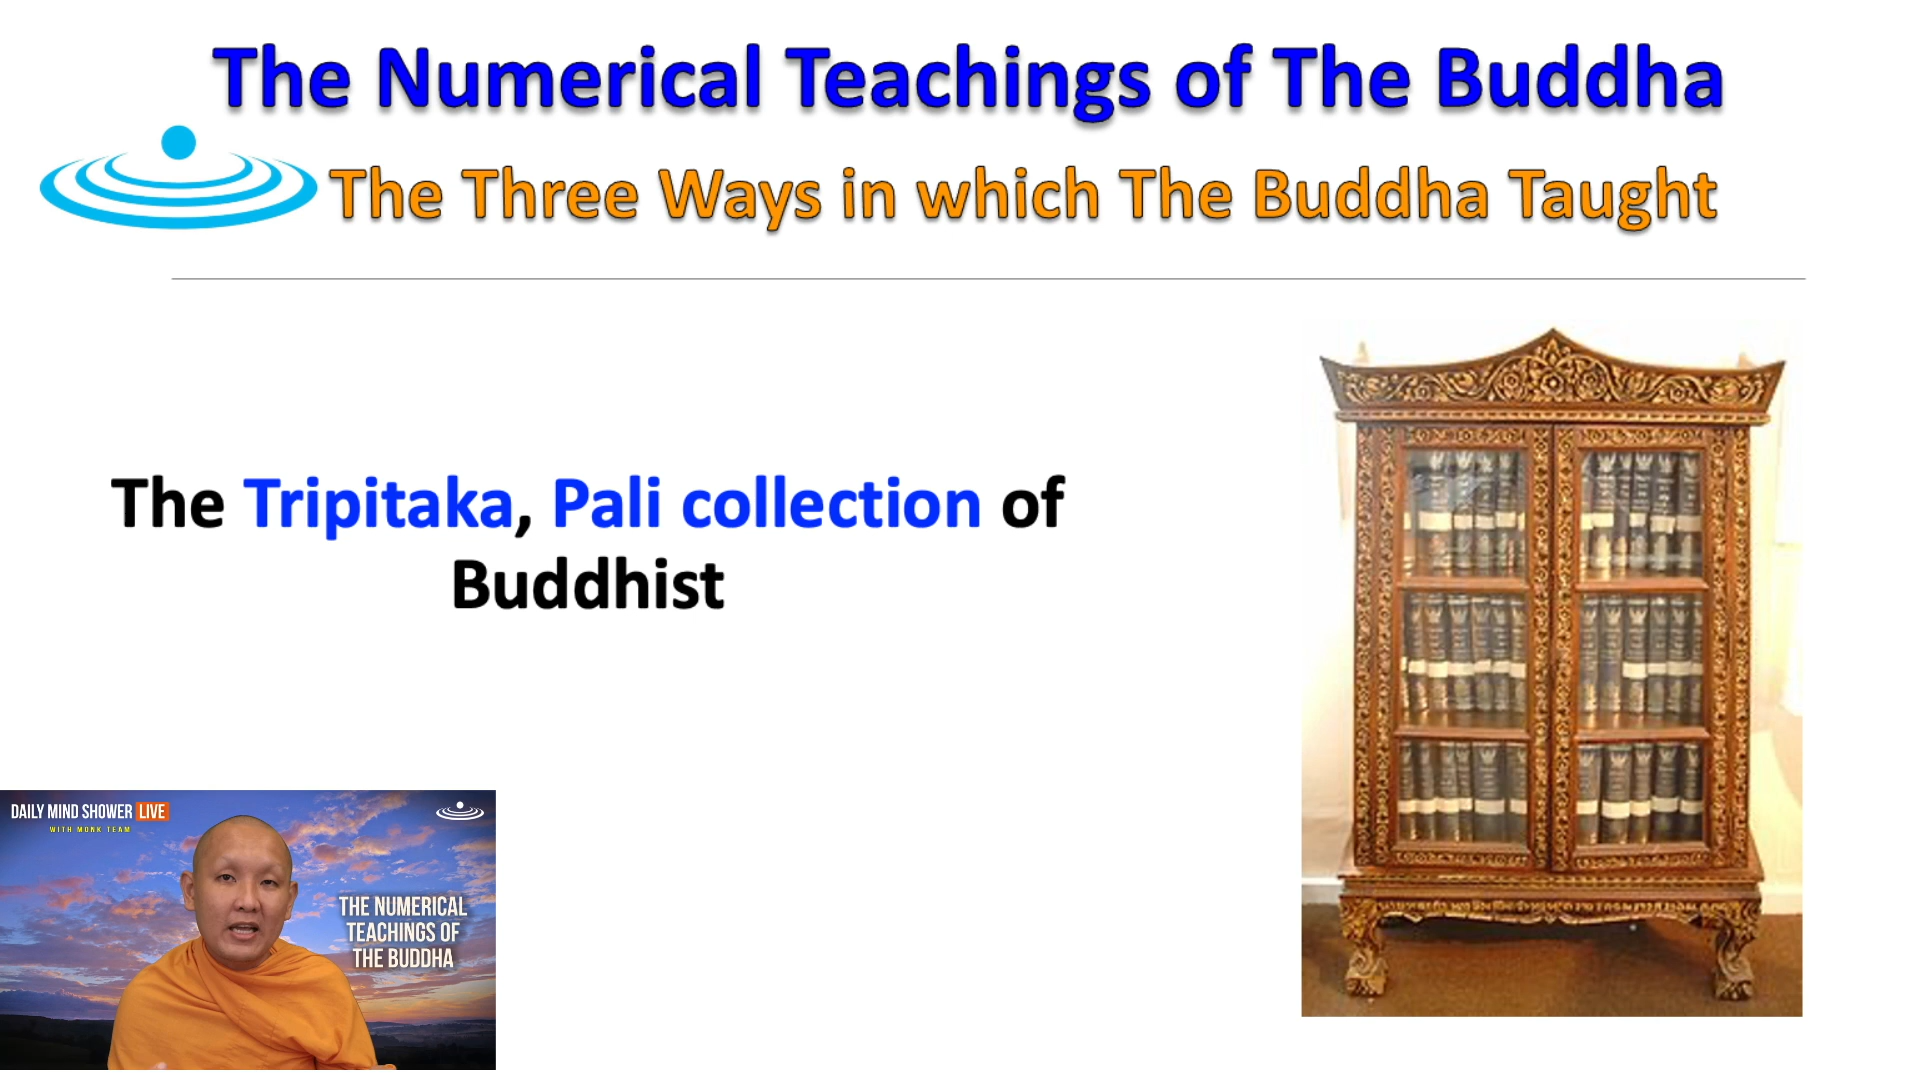 The Numerical Teachings of The Buddha
The Three Ways in which The Buddha Taught
The Tripitaka, Pali collection of
Buddhist
DAILY MIND SHOWER LIVE
WITH MONK TEAM
THE NUMERICAL
TEACHINGS OF
THE BUDDHA